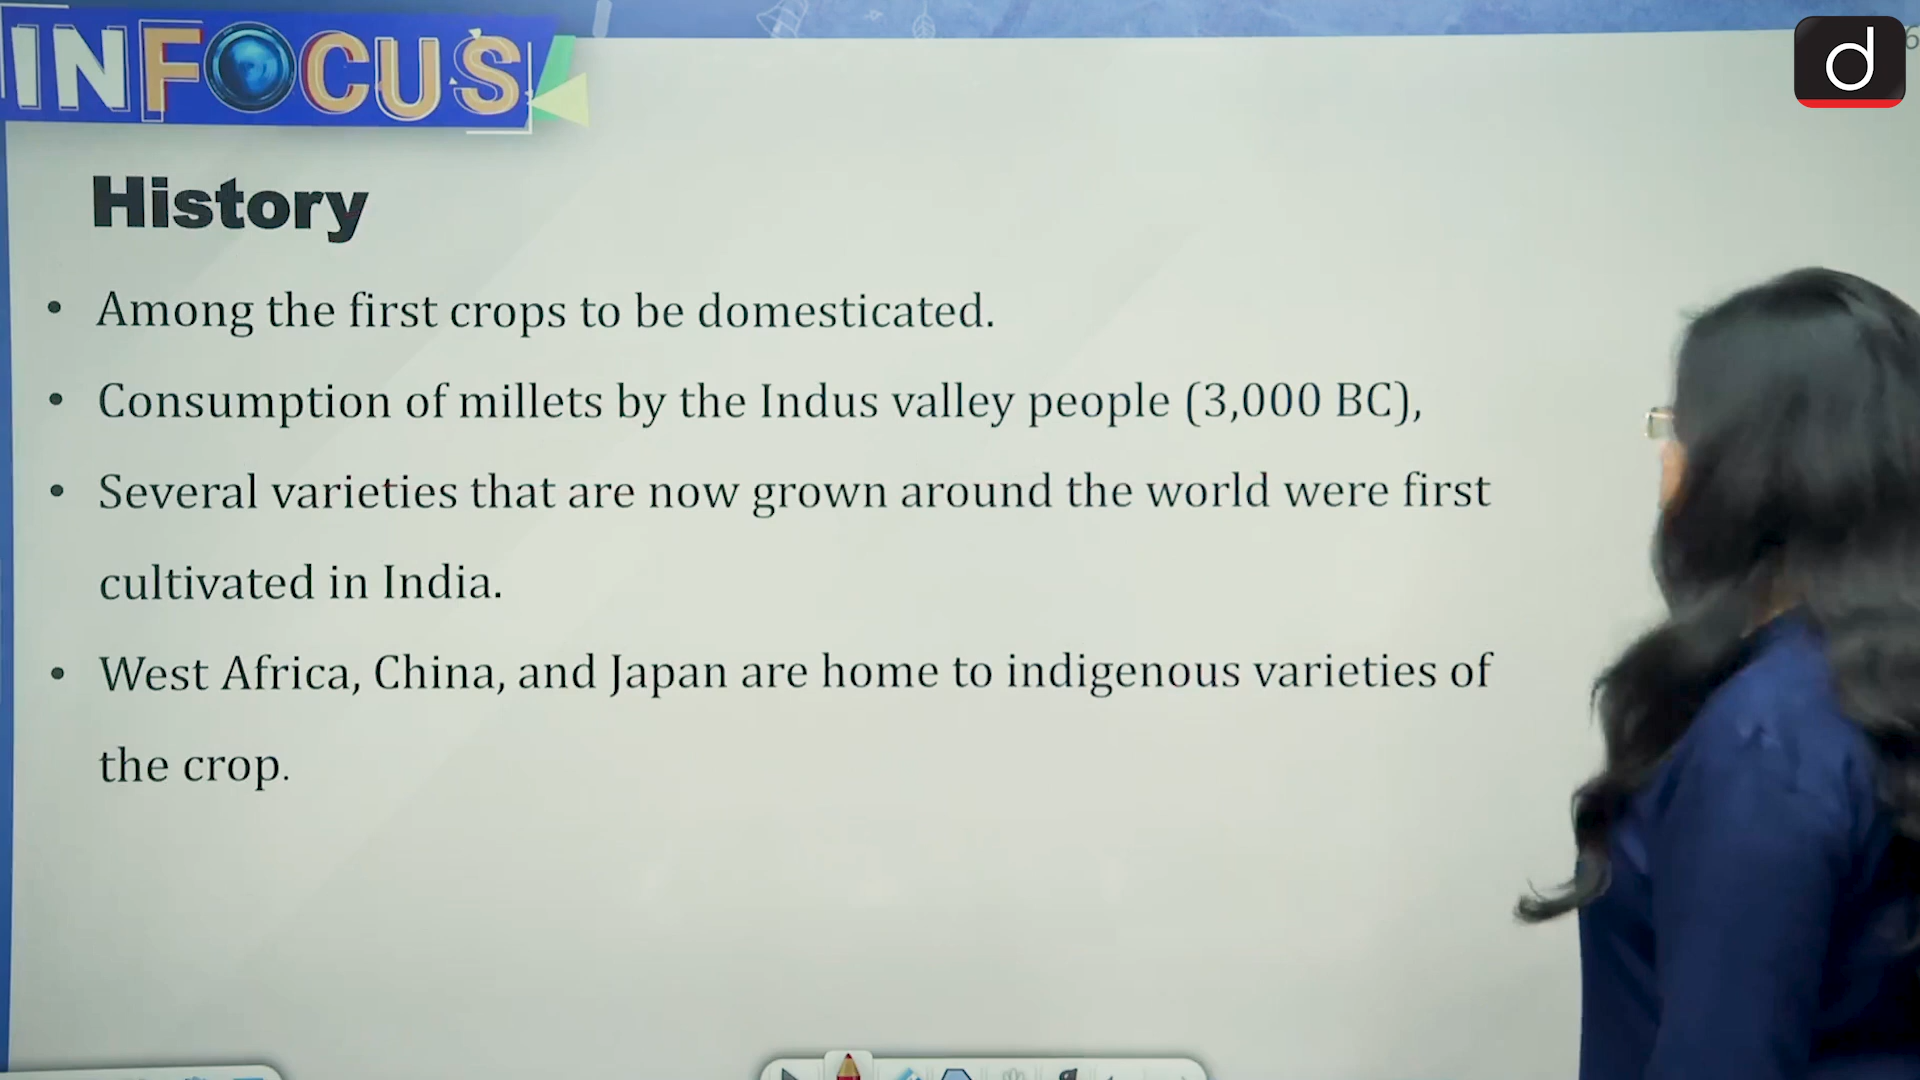 INFOCUS
d
6
History
• Among the first crops to be domesticated.
• Consumption of millets by the Indus valley people (3,000 BC),
• Several varieties that are now grown around the world were first
cultivated in India.
• West Africa, China, and Japan are home to indigenous varieties of
the crop.